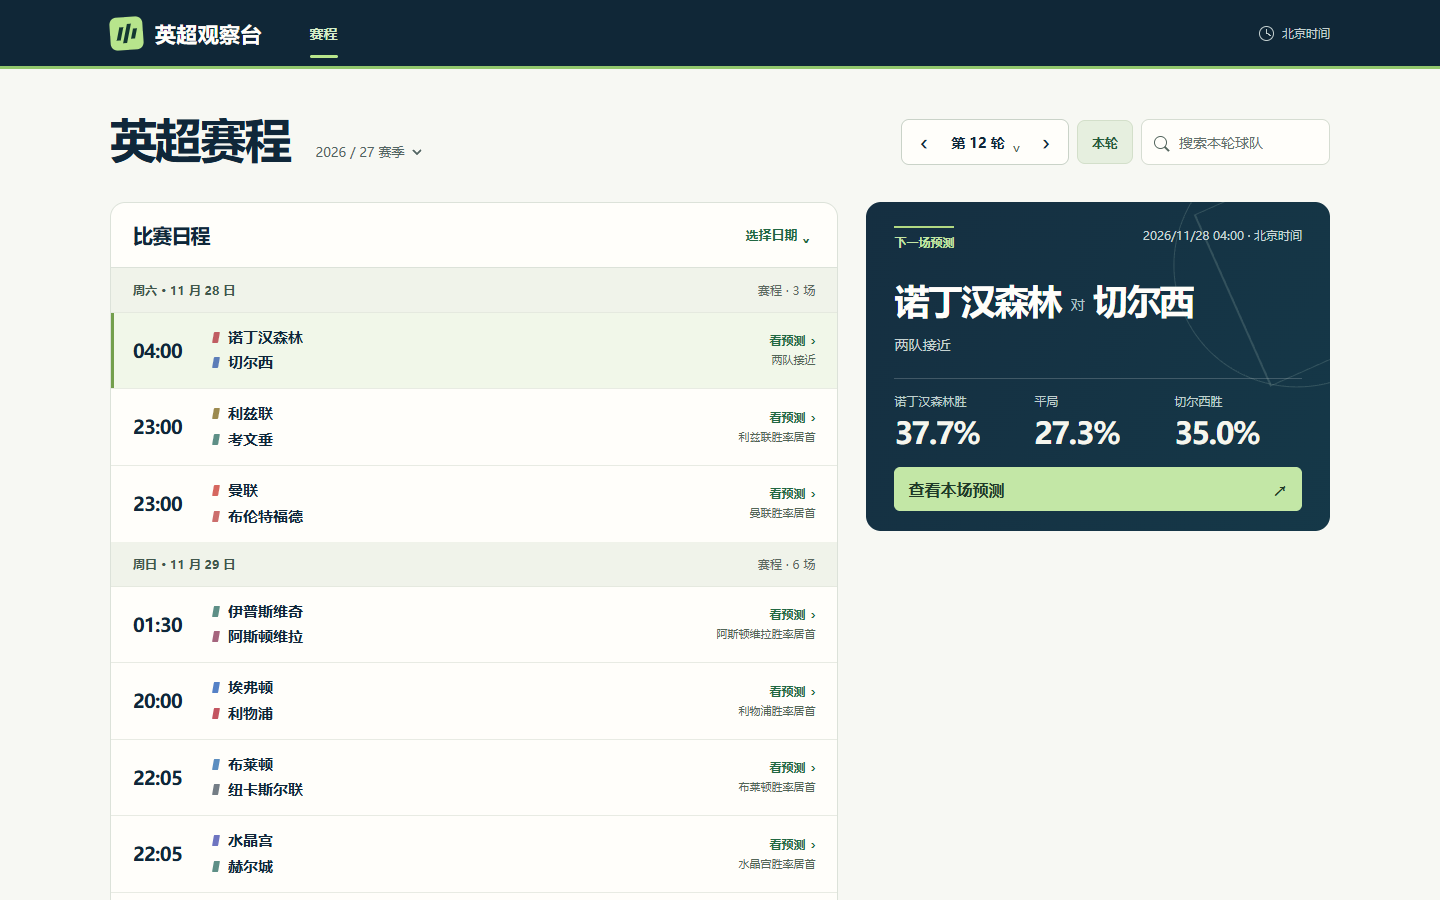 英超观察台
赛程
北京时间
英超赛程
2026 / 27 赛季
第 12 轮
本轮
搜索本轮球队
比赛日程
选择日期
周六 • 11 月 28 日
赛程 · 3 场
04:00
诺丁汉森林
切尔西
看预测 ›
两队接近
23:00
利兹联
考文垂
看预测 ›
利兹联胜率居首
23:00
曼联
布伦特福德
看预测 ›
曼联胜率居首
周日 • 11 月 29 日
赛程 · 6 场
01:30
伊普斯维奇
阿斯顿维拉
看预测 ›
阿斯顿维拉胜率居首
20:00
埃弗顿
利物浦
看预测 ›
利物浦胜率居首
22:05
布莱顿
纽卡斯尔联
看预测 ›
布莱顿胜率居首
22:05
水晶宫
赫尔城
看预测 ›
水晶宫胜率居首
下一场预测
2026/11/28 04:00 · 北京时间
诺丁汉森林 对 切尔西
两队接近
诺丁汉森林胜
平局
切尔西胜
37.7%
27.3%
35.0%
查看本场预测